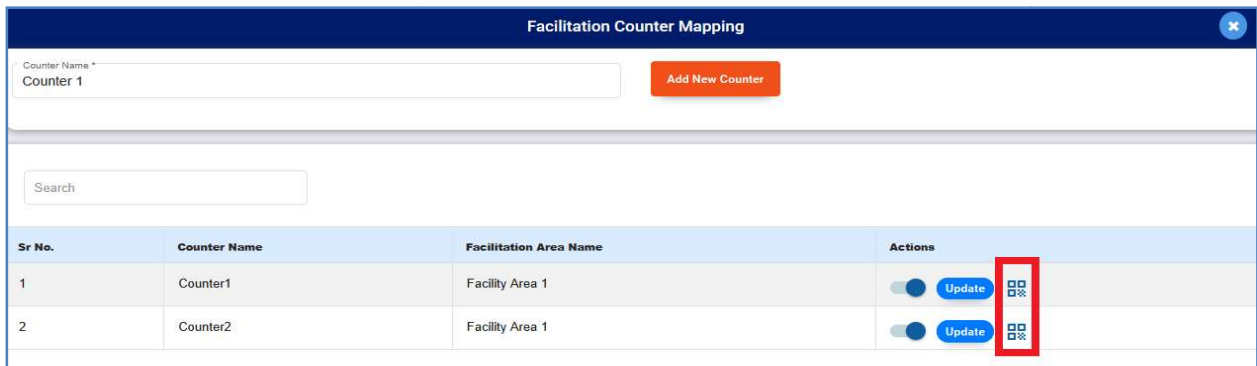 Facilitation Counter Mapping
Counter Name *
Counter 1
Add New Counter
Search
Sr No. Counter Name Facilitation Area Name Actions
1 Counter1 Facility Area 1 Update
2 Counter2 Facility Area 1 Update